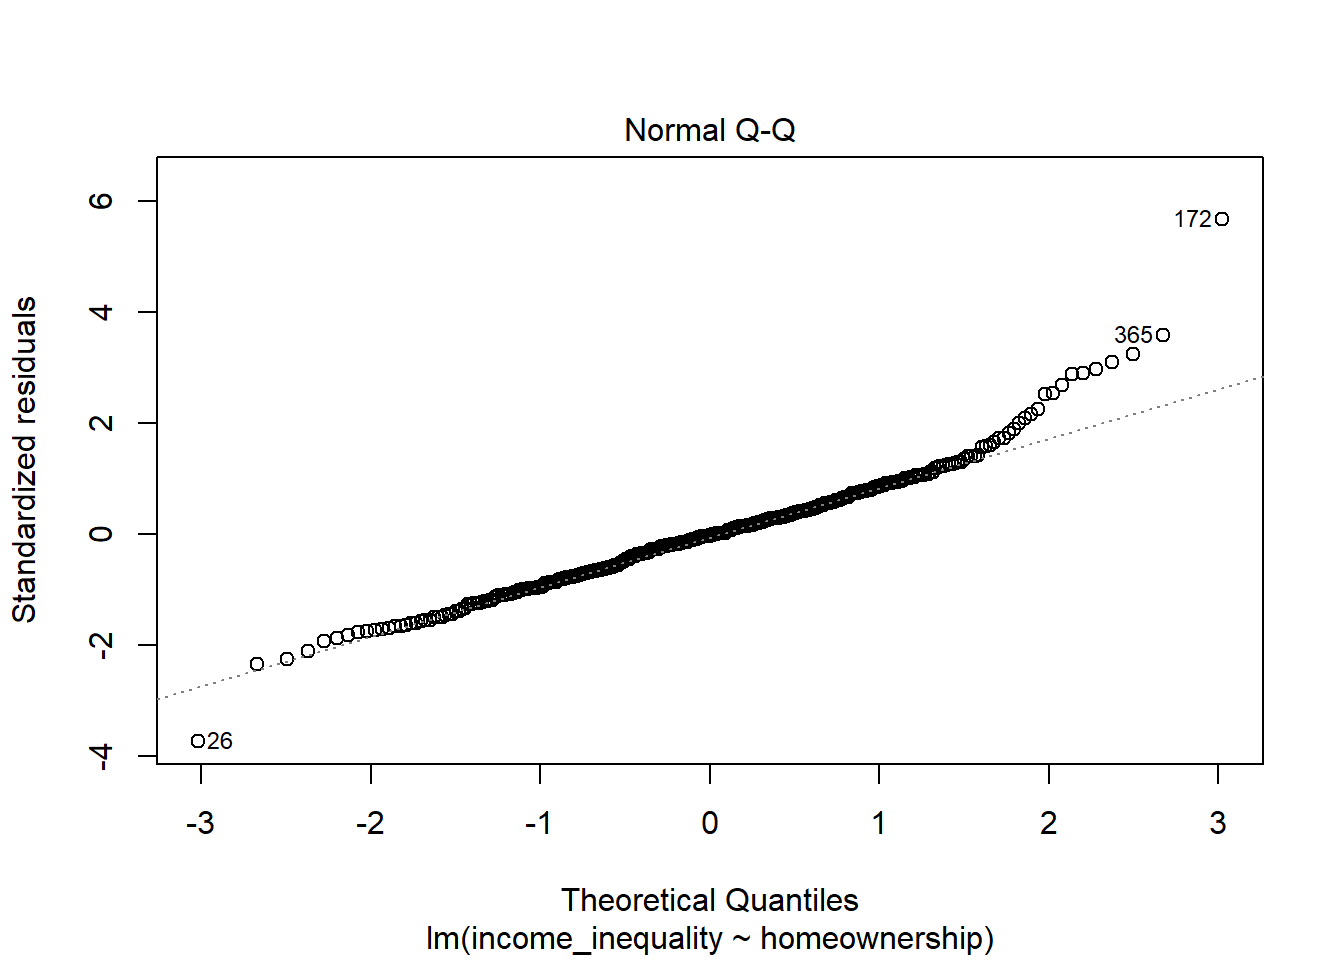 Normal Q-Q
Standardized residuals
6
4
2
0
-2
-4
172
365
26
-3 -2 -1 0 1 2 3
Theoretical Quantiles
lm(income_inequality ~ homeownership)